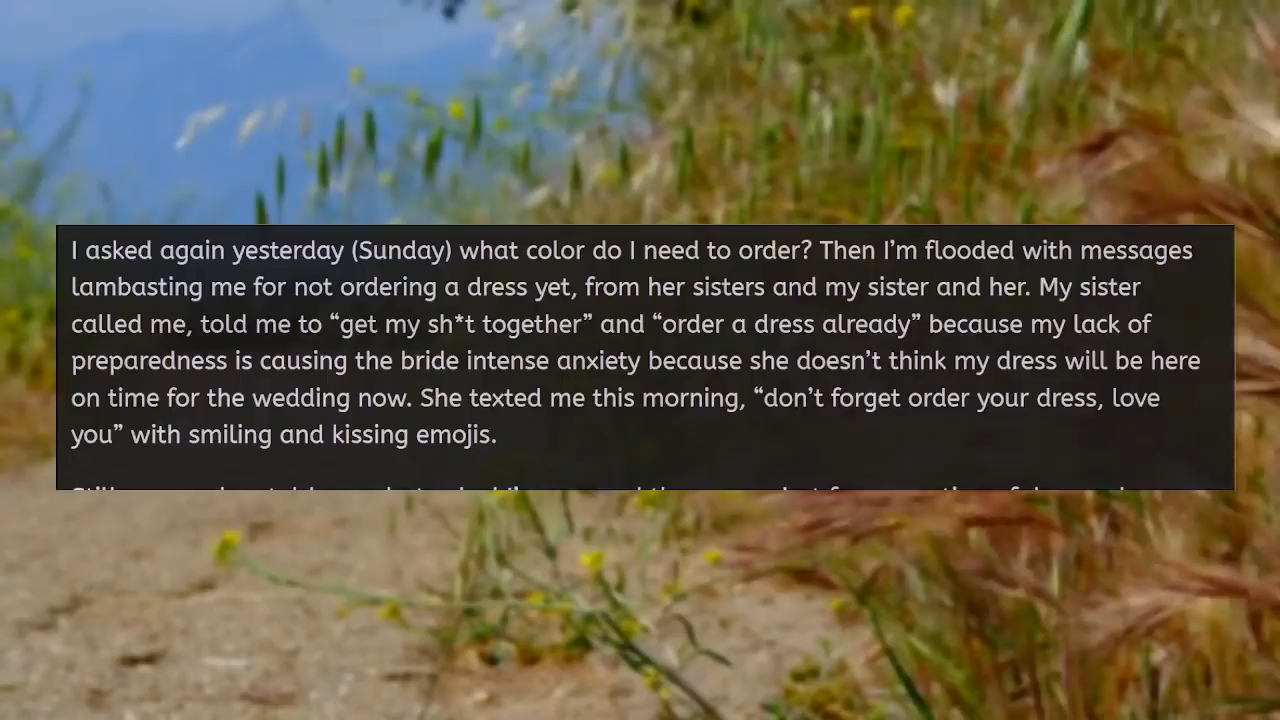 I asked again yesterday (Sunday) what color do I need to order? Then I’m flooded with messages
lambasting me for not ordering a dress yet, from her sisters and my sister and her. My sister
called me, told me to “get my sh*t together” and “order a dress already” because my lack of
preparedness is causing the bride intense anxiety because she doesn’t think my dress will be here
on time for the wedding now. She texted me this morning, “don’t forget order your dress, love
you” with smiling and kissing emojis.